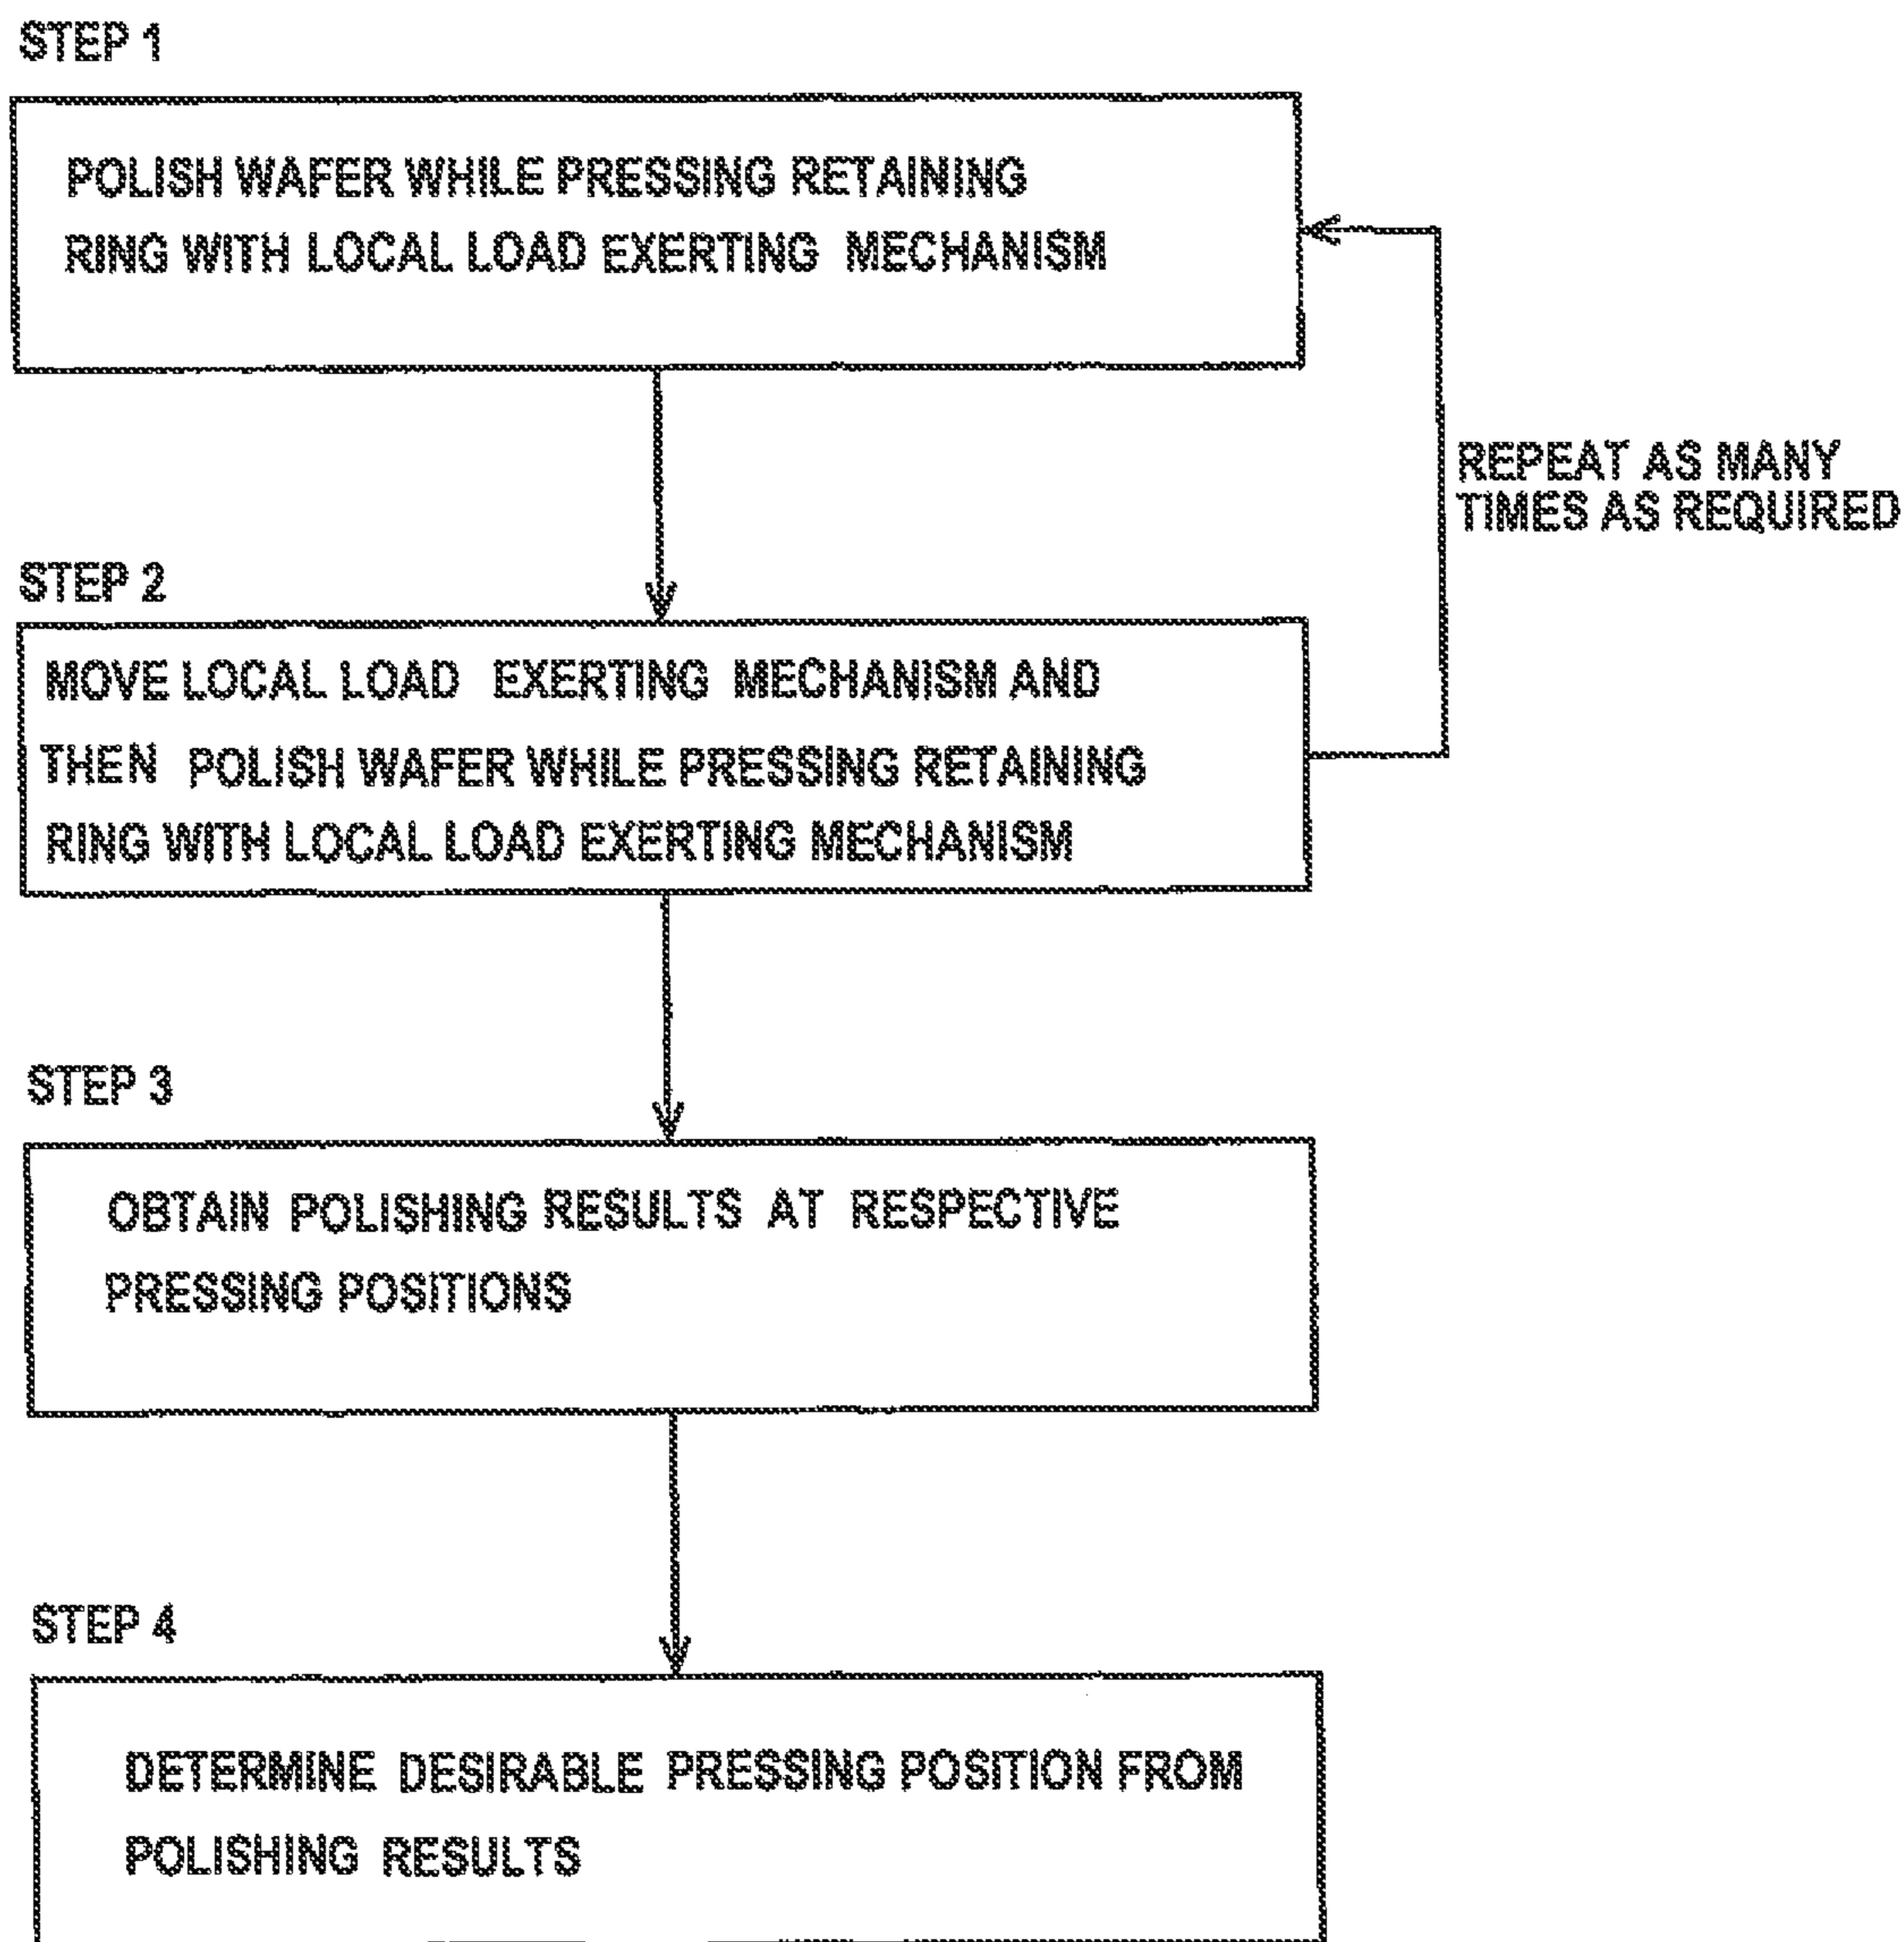 STEP 1
POLISH WAFER WHILE PRESSING RETAINING
RING WITH LOCAL LOAD EXERTING MECHANISM
REPEAT AS MANY
TIMES AS REQUIRED
STEP 2
MOVE LOCAL LOAD EXERTING MECHANISM AND
THEN POLISH WAFER WHILE PRESSING RETAINING
RING WITH LOCAL LOAD EXERTING MECHANISM
STEP 3
OBTAIN POLISHING RESULTS AT RESPECTIVE
PRESSING POSITIONS
STEP 4
DETERMINE DESIRABLE PRESSING POSITION FROM
POLISHING RESULTS